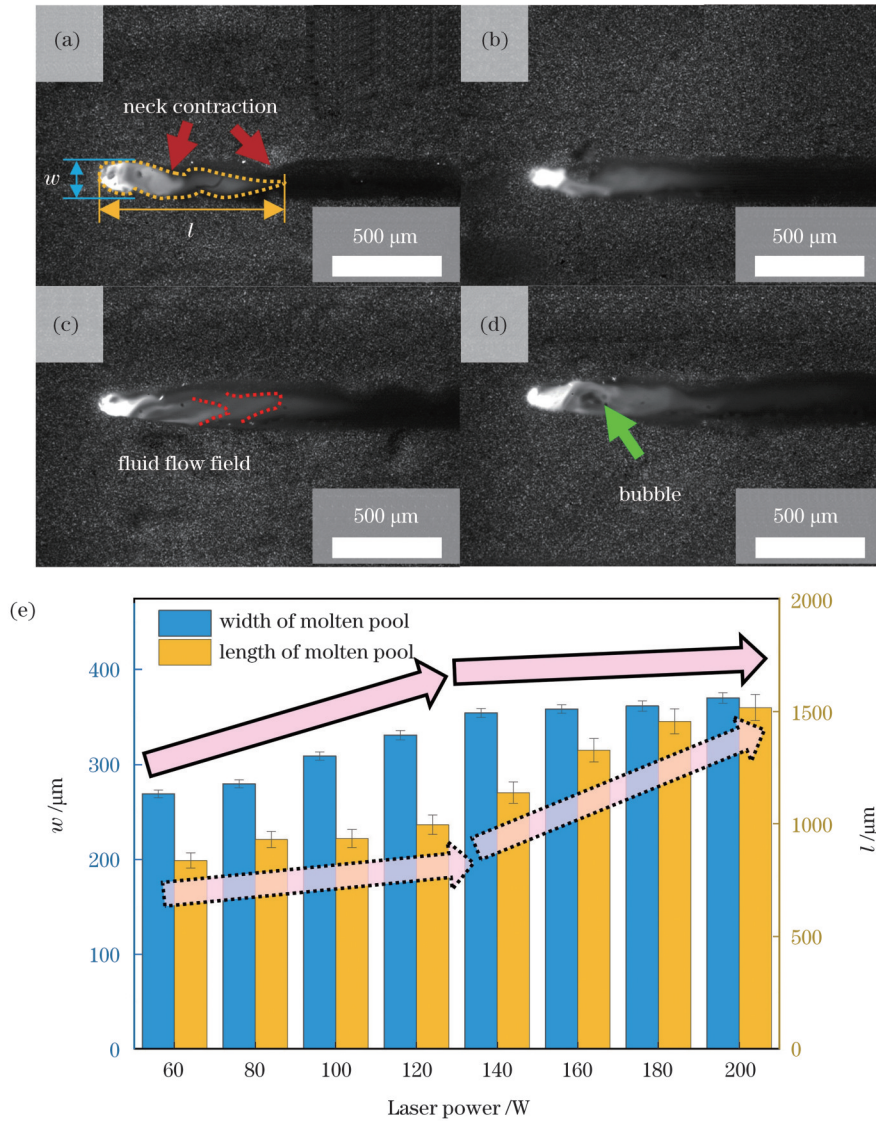 (a)
neck contraction
w
l
500 µm
(b)
500 µm
(c)
fluid flow field
500 µm
(d)
bubble
500 µm
(e)
width of molten pool
length of molten pool
w /µm
400
300
200
100
0
2000
1500
1000
500
0
l /µm
60 80 100 120 140 160 180 200
Laser power /W